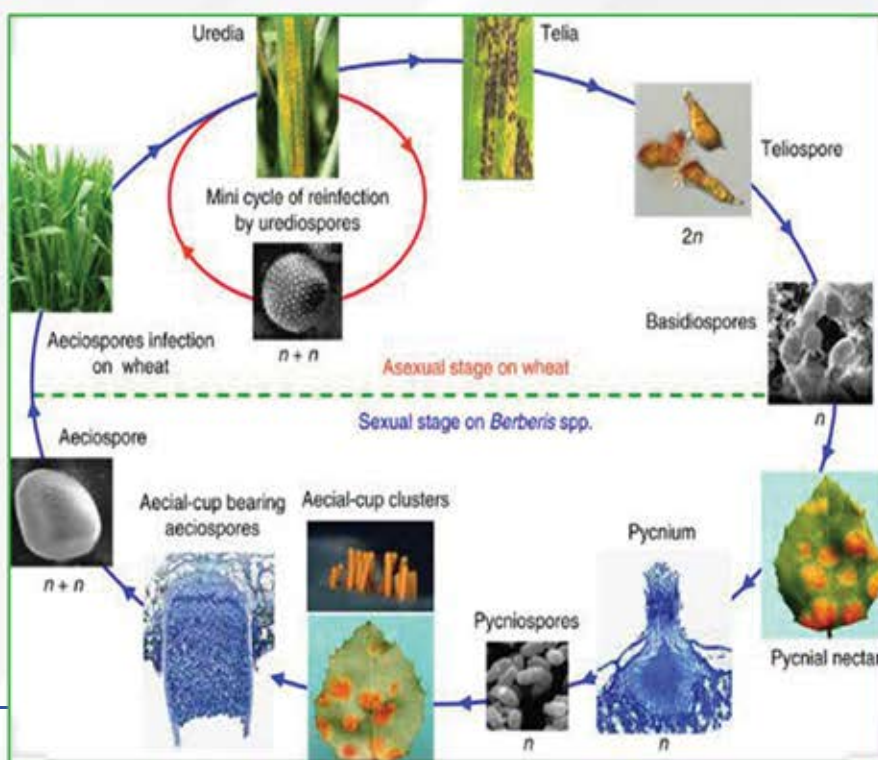 Uredia
Telia
Teliospore
2n
Mini cycle of reinfection
by urediospores
n + n
Basidiospores
n
Aeciospores infection
on wheat
Asexual stage on wheat
Sexual stage on Berberis spp.
Aeciospore
n + n
Aecial-cup bearing
aeciospores
Aecial-cup clusters
Pycniospores
n
Pycnium
n
Pycnial nectar